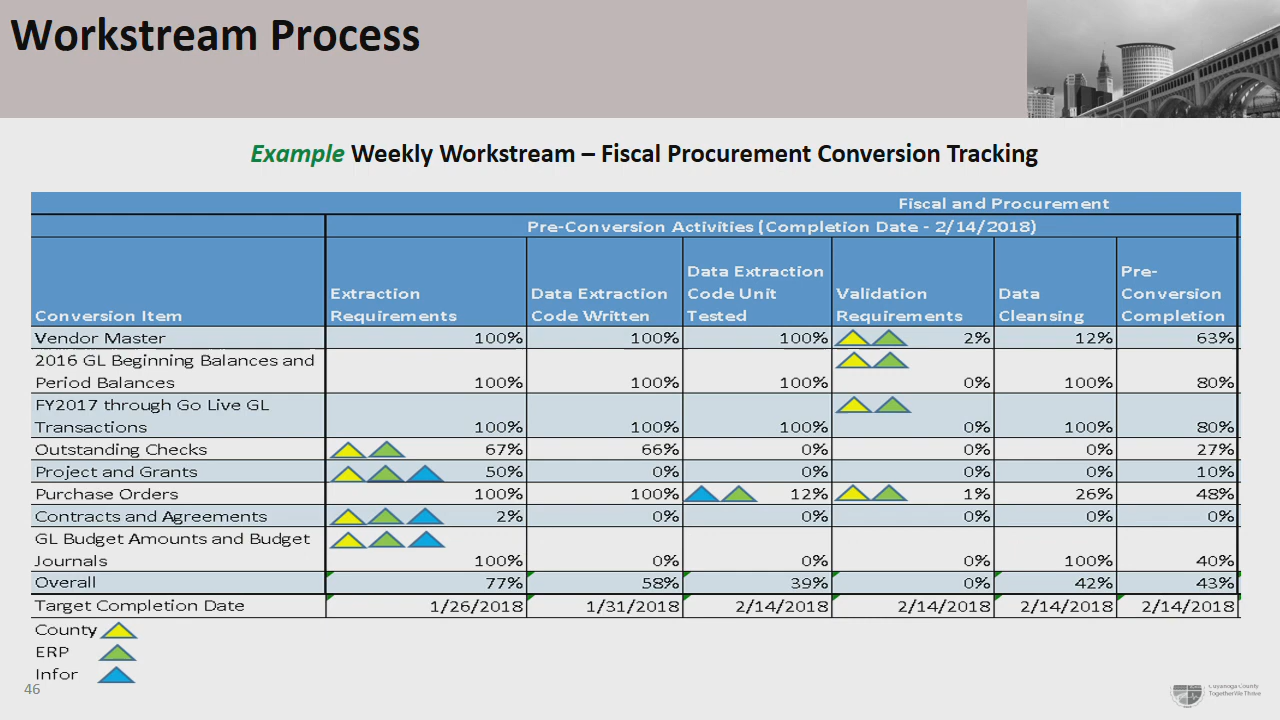 Workstream Process
Example Weekly Workstream – Fiscal Procurement Conversion Tracking
Fiscal and Procurement
Pre-Conversion Activities (Completion Date - 2/14/2018)
Conversion Item
Extraction
Requirements
Data Extraction
Code Written
Data Extraction
Code Unit
Tested
Validation
Requirements
Data
Cleansing
Pre-
Conversion
Completion
Vendor Master 100% 100% 100% 2% 12% 63%
2016 GL Beginning Balances and
Period Balances 100% 100% 100% 0% 100% 80%
FY2017 through Go Live GL
Transactions 100% 100% 100% 0% 100% 80%
Outstanding Checks 67% 66% 0% 0% 0% 27%
Project and Grants 50% 0% 0% 0% 0% 10%
Purchase Orders 100% 100% 12% 1% 26% 48%
Contracts and Agreements 2% 0% 0% 0% 0% 0%
GL Budget Amounts and Budget
Journals 100% 0% 0% 0% 100% 40%
Overall 77% 58% 39% 0% 42% 43%
Target Completion Date 1/26/2018 1/31/2018 2/14/2018 2/14/2018 2/14/2018 2/14/2018
County
ERP
Infor
46
Cuyahoga County
Together We Thrive